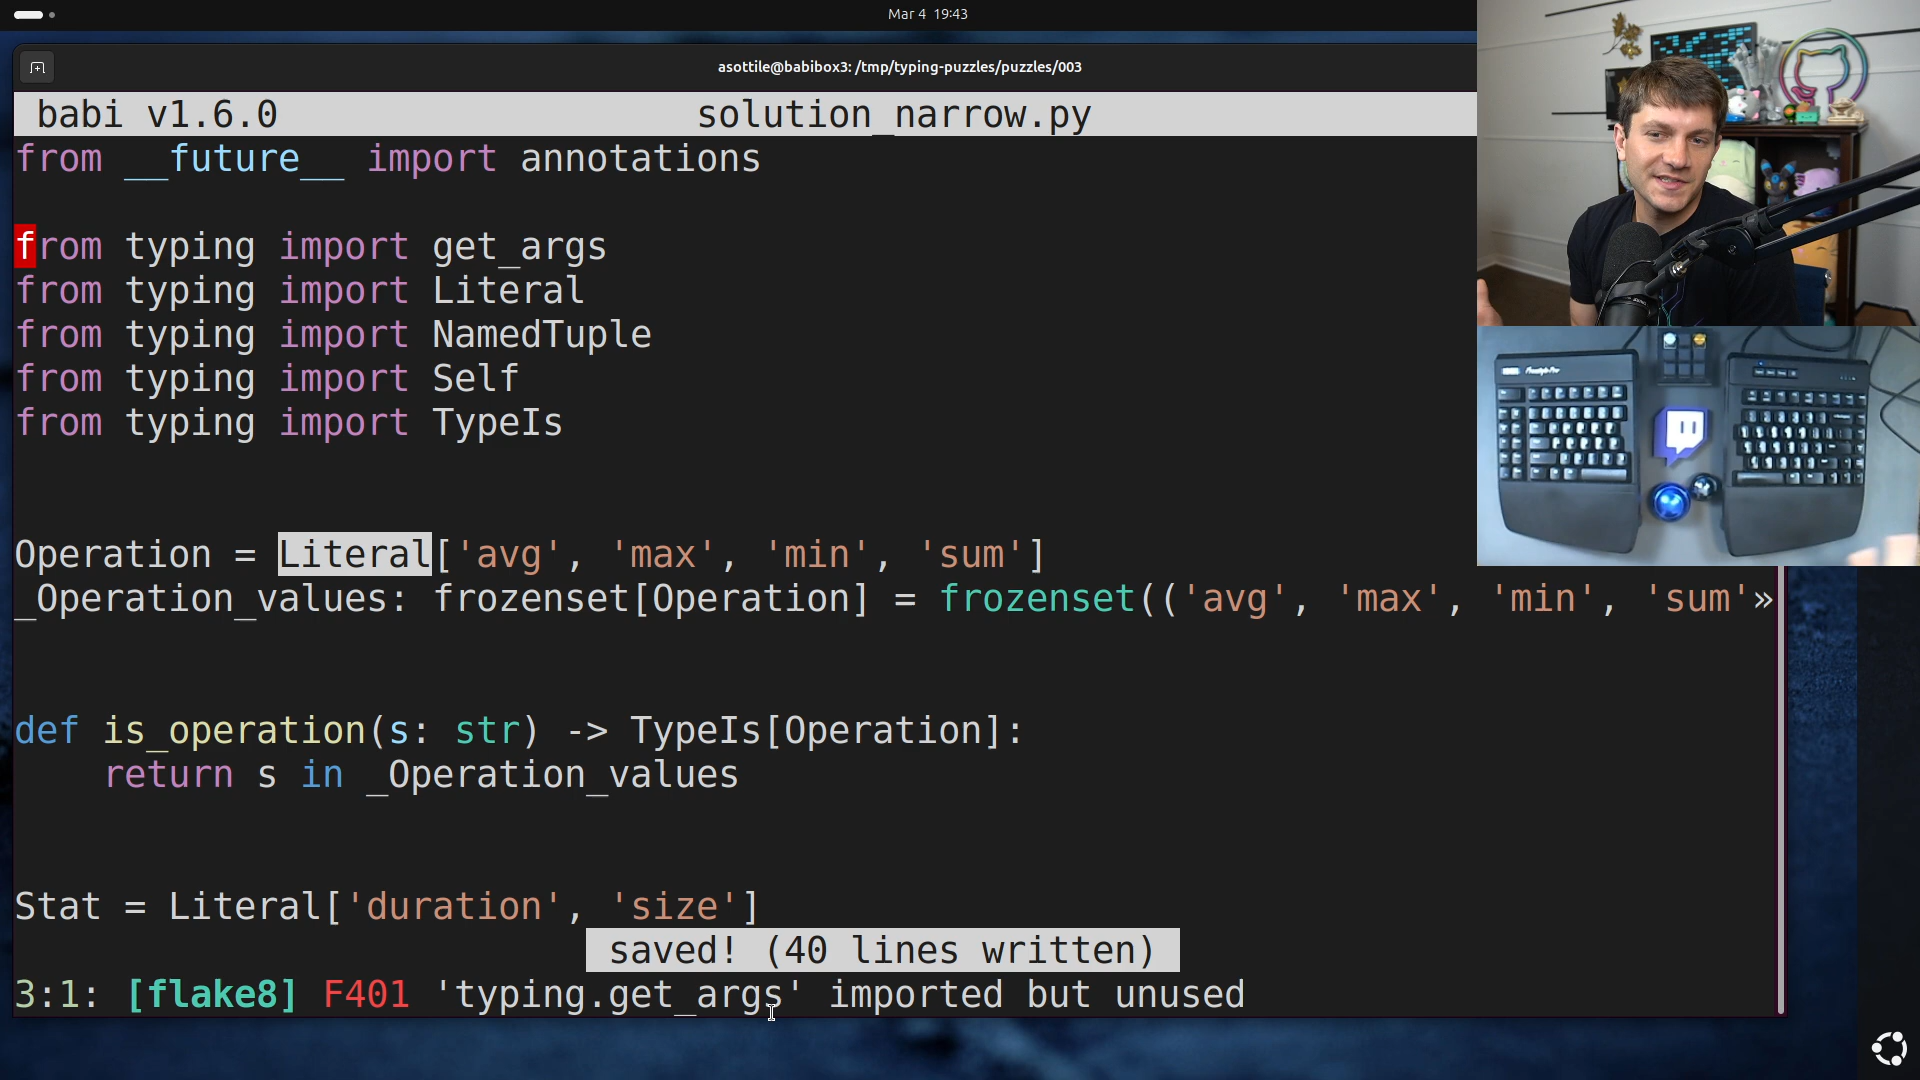 Mar 4 19:43
asottile@babibox3: /tmp/typing-puzzles/puzzles/003
babi v1.6.0 solution_narrow.py
from __future__ import annotations
from typing import get_args
from typing import Literal
from typing import NamedTuple
from typing import Self
from typing import TypeIs
Operation = Literal['avg', 'max', 'min', 'sum']
_Operation_values: frozenset[Operation] = frozenset(('avg', 'max', 'min', 'sum'»
def is_operation(s: str) -> TypeIs[Operation]:
    return s in _Operation_values
Stat = Literal['duration', 'size']
saved! (40 lines written)
3:1: [flake8] F401 'typing.get_args' imported but unused